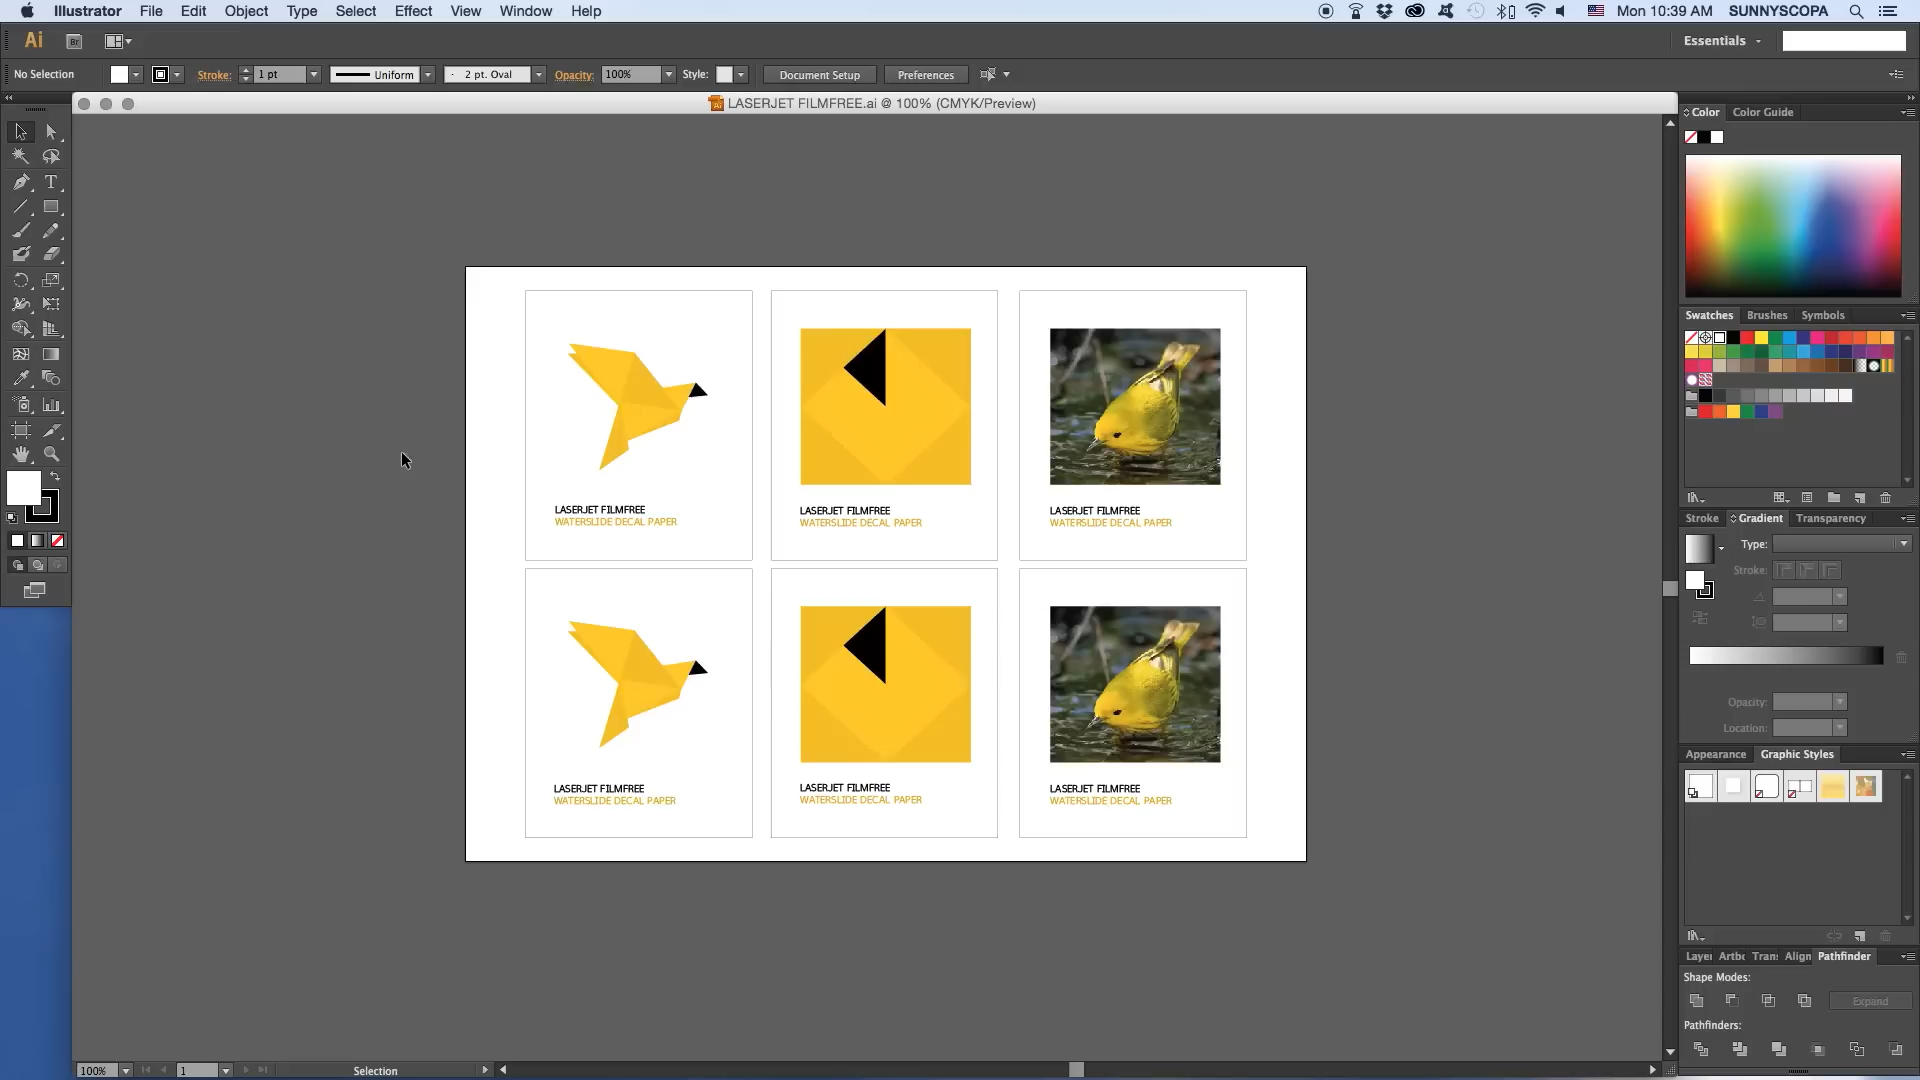 Illustrator File Edit Object Type Select Effect View Window Help
Mon 10:39 AM SUNNYSCOPA
Ai Br
Essentials
No Selection
Stroke: 1 pt
Uniform
2 pt. Oval
Opacity: 100%
Style:
Document Setup
Preferences
LASERJET FILMFREE.ai @ 100% (CMYK/Preview)
Color
Color Guide
Swatches
Brushes
Symbols
Stroke
Gradient
Transparency
Type:
Stroke:
Opacity:
Location:
Appearance
Graphic Styles
Layer
Artbo
Trans
Align
Pathfinder
Shape Modes:
Expand
Pathfinders:
LASERJET FILMFREE
WATERSLIDE DECAL PAPER
LASERJET FILMFREE
WATERSLIDE DECAL PAPER
LASERJET FILMFREE
WATERSLIDE DECAL PAPER
LASERJET FILMFREE
WATERSLIDE DECAL PAPER
LASERJET FILMFREE
WATERSLIDE DECAL PAPER
LASERJET FILMFREE
WATERSLIDE DECAL PAPER
100%
1
Selection